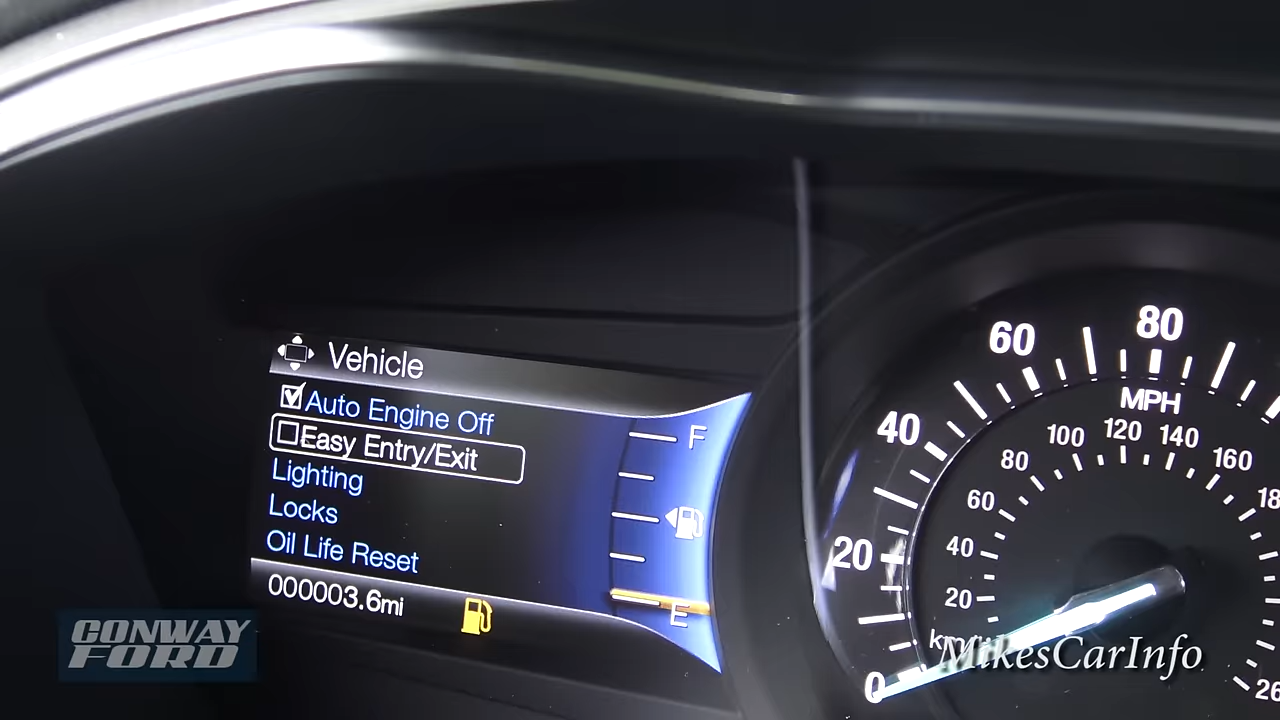 Vehicle
Auto Engine Off
Easy Entry/Exit
Lighting
Locks
Oil Life Reset
000003.6mi
F
E
0
20
40
60
80
MPH
20
40
60
80
100
120
140
160
CONWAY
FORD
MikesCarInfo